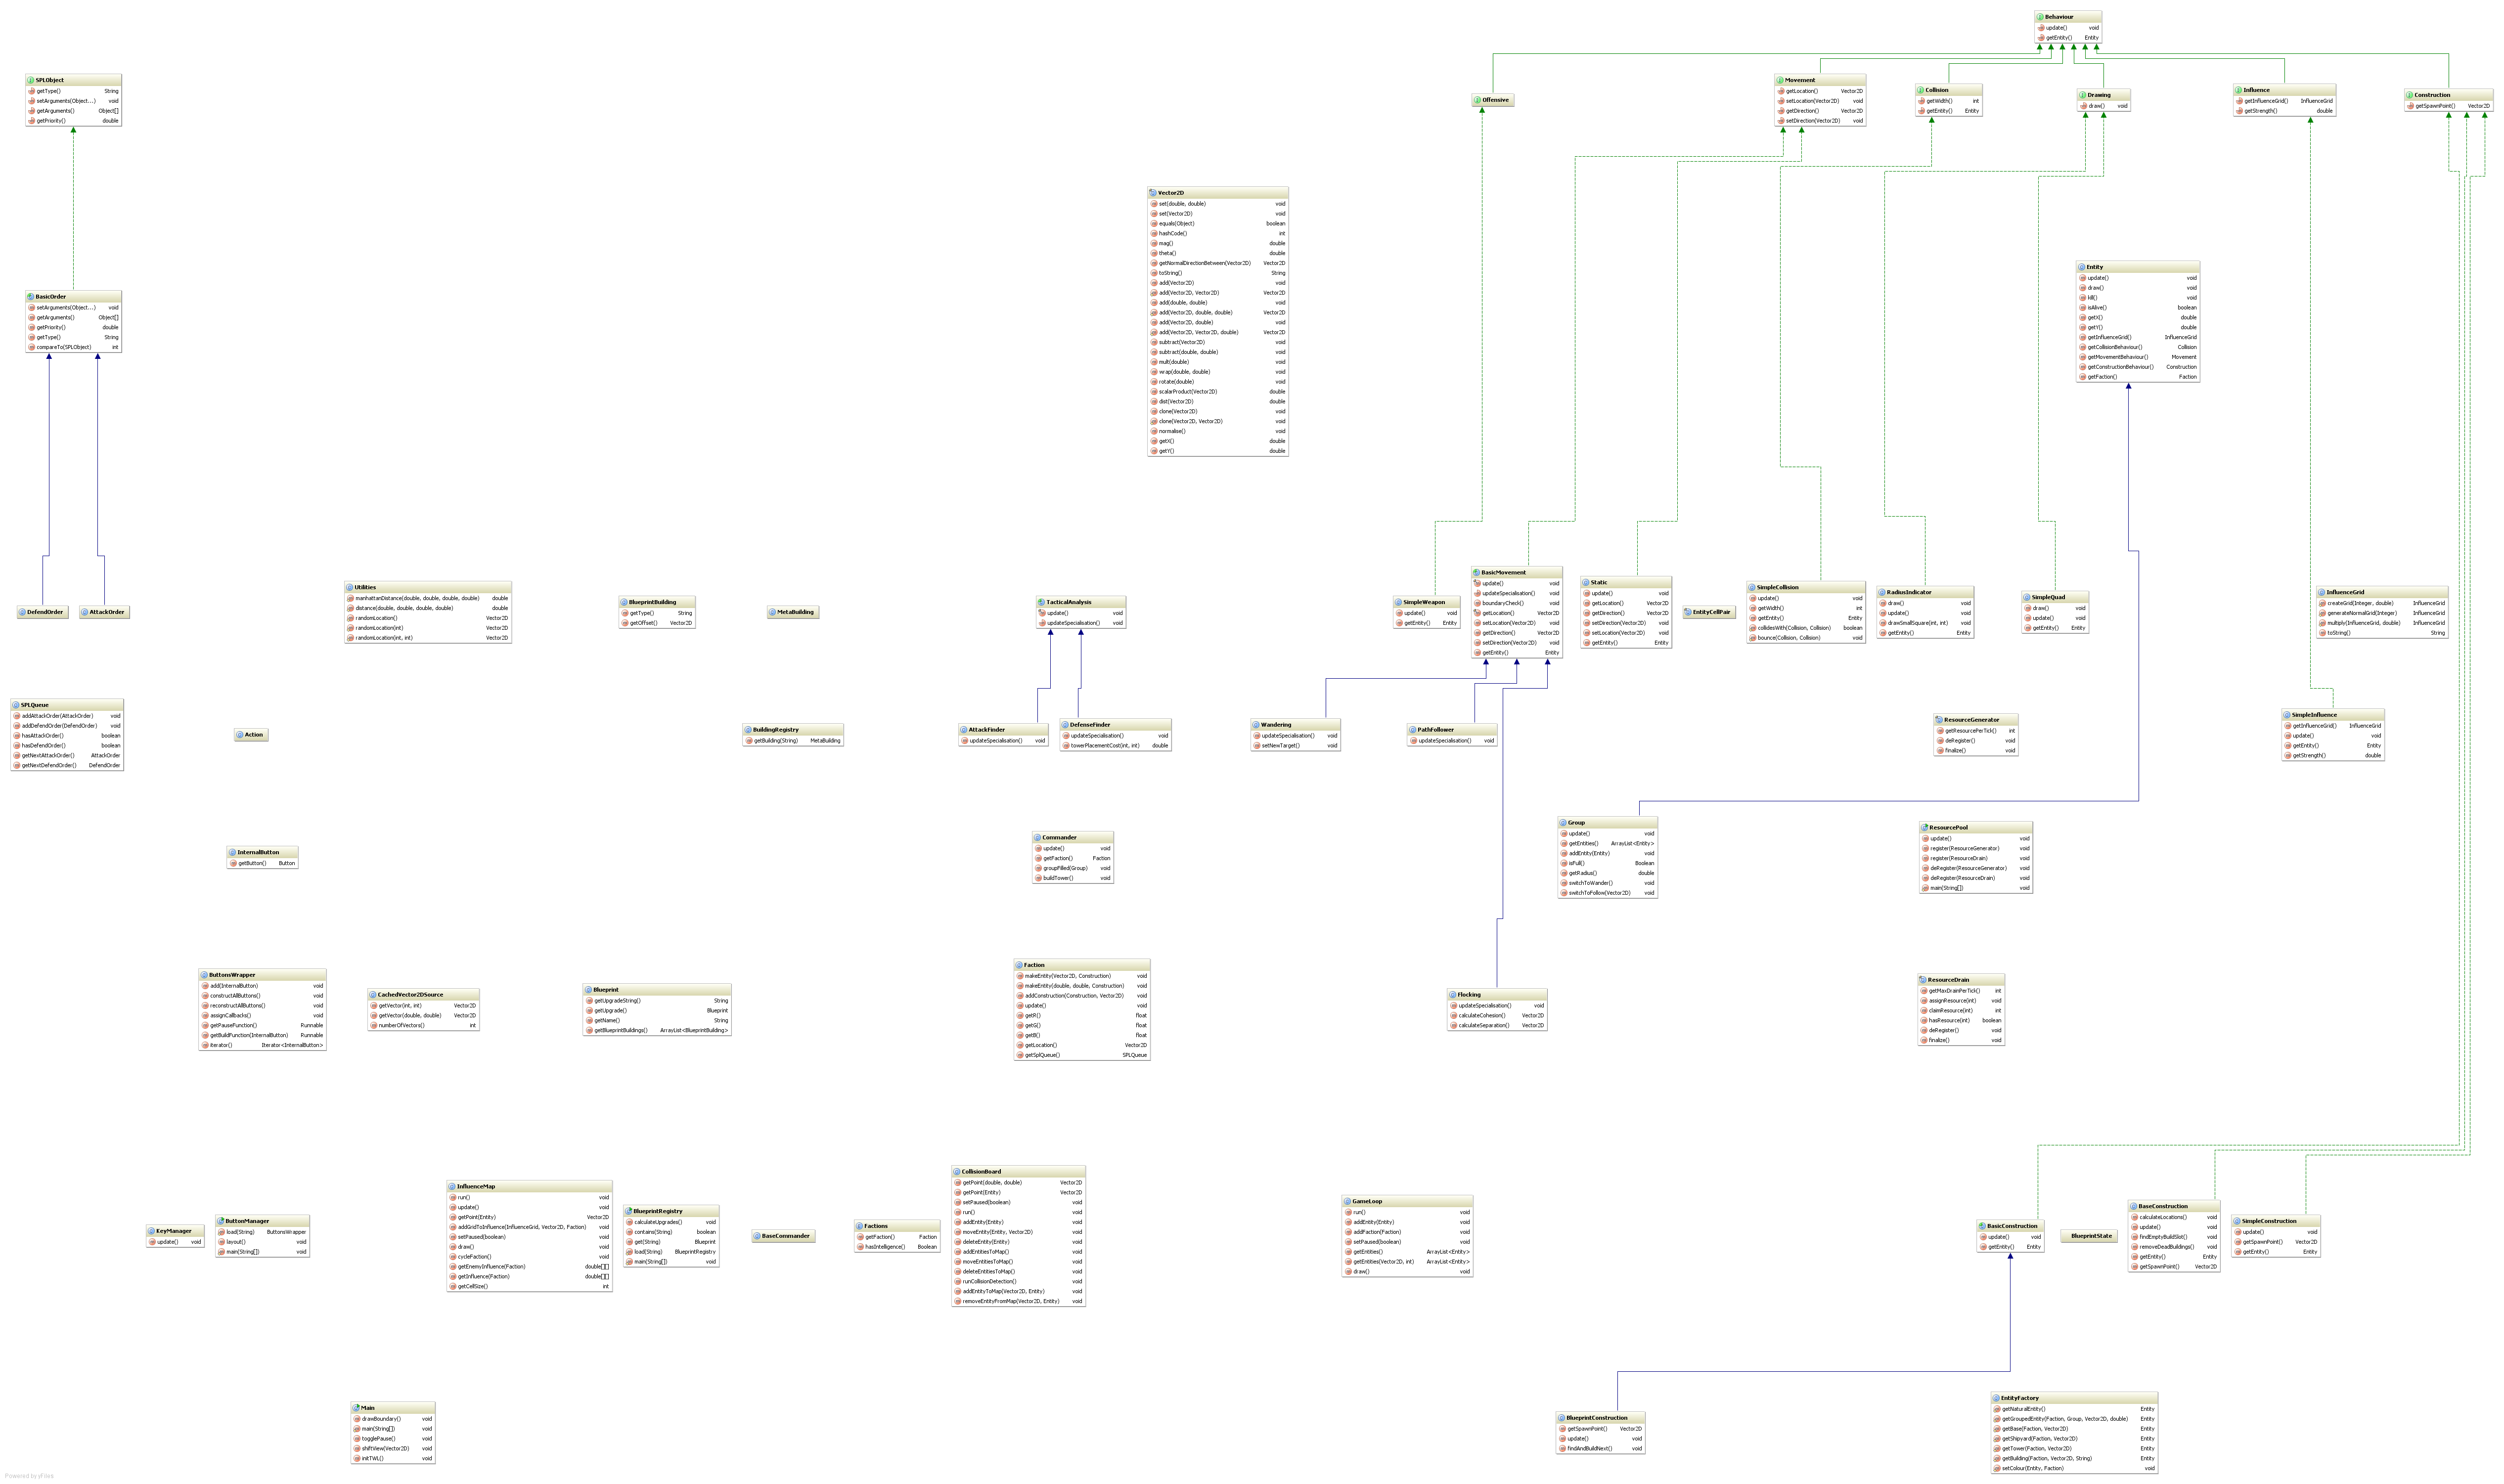 Behaviour
update() void
getEntity() Entity
SPLObject
getType() String
setArguments(Object...) void
getArguments() Object[]
getPriority() double
Offensive
Movement
getLocation() Vector2D
setLocation(Vector2D) void
getDirection() Vector2D
setDirection(Vector2D) void
Collision
getWidth() int
getEntity() Entity
Drawing
draw() void
Influence
getInfluenceGrid() InfluenceGrid
getStrength() double
Construction
getSpawnPoint() Vector2D
Vector2D
set(double, double) void
set(Vector2D) void
equals(Object) boolean
hashCode() int
mag() double
theta() double
getNormalDirectionBetween(Vector2D) Vector2D
toString() String
add(Vector2D) void
add(Vector2D, Vector2D) Vector2D
add(double, double) void
add(Vector2D, double, double) Vector2D
add(Vector2D, double) void
add(Vector2D, Vector2D, double) Vector2D
subtract(Vector2D) void
subtract(double, double) void
mult(double) void
wrap(double, double) void
rotate(double) void
scalarProduct(Vector2D) double
dist(Vector2D) double
clone(Vector2D) void
clone(Vector2D, Vector2D) void
normalise() void
getX() double
getY() double
Entity
update() void
draw() void
kill() void
isAlive() boolean
getX() double
getY() double
getInfluenceGrid() InfluenceGrid
getCollisionBehaviour() Collision
getMovementBehaviour() Movement
getConstructionBehaviour() Construction
getFaction() Faction
BasicOrder
setArguments(Object...) void
getArguments() Object[]
getPriority() double
getType() String
compareTo(SPLObject) int
DefendOrder
AttackOrder
Utilities
manhattanDistance(double, double, double, double) double
distance(double, double, double, double) double
randomLocation() Vector2D
randomLocation(int) Vector2D
randomLocation(int, int) Vector2D
BlueprintBuilding
getType() String
getOffset() Vector2D
MetaBuilding
TacticalAnalysis
update() void
updateSpecialisation() void
SimpleWeapon
update() void
getEntity() Entity
BasicMovement
update() void
updateSpecialisation() void
boundaryCheck() void
getLocation() Vector2D
setLocation(Vector2D) void
getDirection() Vector2D
setDirection(Vector2D) void
getEntity() Entity
Static
update() void
getLocation() Vector2D
getDirection() Vector2D
setDirection(Vector2D) void
setLocation(Vector2D) void
getEntity() Entity
EntityCellPair
SimpleCollision
update() void
getWidth() int
getEntity() Entity
collidesWith(Collision, Collision) boolean
bounce(Collision, Collision) void
RadiusIndicator
draw() void
update() void
drawSmallSquare(int, int) void
getEntity() Entity
SimpleQuad
draw() void
update() void
getEntity() Entity
InfluenceGrid
createGrid(Integer, double) InfluenceGrid
generateNormalGrid(Integer) InfluenceGrid
multiply(InfluenceGrid, double) InfluenceGrid
toString() String
SPLQueue
addAttackOrder(AttackOrder) void
addDefendOrder(DefendOrder) void
hasAttackOrder() boolean
hasDefendOrder() boolean
getNextAttackOrder() AttackOrder
getNextDefendOrder() DefendOrder
Action
BuildingRegistry
getBuilding(String) MetaBuilding
AttackFinder
updateSpecialisation() void
DefenseFinder
updateSpecialisation() void
towerPlacementCost(int, int) double
Wandering
updateSpecialisation() void
setNewTarget() void
PathFollower
updateSpecialisation() void
ResourceGenerator
getResourcePerTick() int
deRegister() void
finalize() void
SimpleInfluence
getInfluenceGrid() InfluenceGrid
update() void
getEntity() Entity
getStrength() double
InternalButton
getButton() Button
Commander
update() void
getFaction() Faction
groupFilled(Group) void
buildTower() void
Group
update() void
getEntities() ArrayList<Entity>
addEntity(Entity) void
isFull() Boolean
getRadius() double
switchToWander() void
switchToFollow(Vector2D) void
ResourcePool
update() void
register(ResourceGenerator) void
register(ResourceDrain) void
deRegister(ResourceGenerator) void
deRegister(ResourceDrain) void
main(String[]) void
ButtonsWrapper
add(InternalButton) void
constructAllButtons() void
reconstructAllButtons() void
assignCallbacks() void
getPauseFunction() Runnable
getBuildFunction(InternalButton) Runnable
iterator() Iterator<InternalButton>
CachedVector2DSource
getVector(int, int) Vector2D
getVector(double, double) Vector2D
numberOfVectors() int
Blueprint
getUpgradeString() String
getUpgrade() Blueprint
getName() String
getBlueprintBuildings() ArrayList<BlueprintBuilding>
Faction
makeEntity(Vector2D, Construction) void
makeEntity(double, double, Construction) void
addConstruction(Construction, Vector2D) void
update() void
getR() float
getG() float
getB() float
getLocation() Vector2D
getSplQueue() SPLQueue
Flocking
updateSpecialisation() void
calculateCohesion() Vector2D
calculateSeparation() Vector2D
ResourceDrain
getMaxDrainPerTick() int
assignResource(int) void
claimResource(int) int
hasResource(int) boolean
deRegister() void
finalize() void
KeyManager
update() void
ButtonManager
load(String) ButtonsWrapper
layout() void
main(String[]) void
InfluenceMap
run() void
update() void
getPoint(Entity) Vector2D
addGridToInfluence(InfluenceGrid, Vector2D, Faction) void
setPaused(boolean) void
draw() void
cycleFaction() void
getEnemyInfluence(Faction) double[][]
getInfluence(Faction) double[][]
getCellSize() int
BlueprintRegistry
calculateUpgrades() void
contains(String) boolean
get(String) Blueprint
load(String) BlueprintRegistry
main(String[]) void
BaseCommander
Factions
getFaction() Faction
hasIntelligence() Boolean
CollisionBoard
getPoint(double, double) Vector2D
getPoint(Entity) Vector2D
setPaused(boolean) void
run() void
addEntity(Entity) void
moveEntity(Entity, Vector2D) void
deleteEntity(Entity) void
addEntitiesToMap() void
moveEntitiesToMap() void
deleteEntitiesToMap() void
runCollisionDetection() void
addEntityToMap(Vector2D, Entity) void
removeEntityFromMap(Vector2D, Entity) void
GameLoop
run() void
addEntity(Entity) void
addFaction(Faction) void
setPaused(boolean) void
getEntities() ArrayList<Entity>
getEntities(Vector2D, int) ArrayList<Entity>
draw() void
BasicConstruction
update() void
getEntity() Entity
BlueprintState
BaseConstruction
calculateLocations() void
update() void
findEmptyBuildSlot() void
removeDeadBuildings() void
getEntity() Entity
getSpawnPoint() Vector2D
SimpleConstruction
update() void
getSpawnPoint() Vector2D
getEntity() Entity
Main
drawBoundary() void
main(String[]) void
togglePause() void
shiftView(Vector2D) void
initTWL() void
BlueprintConstruction
getSpawnPoint() Vector2D
update() void
findAndBuildNext() void
EntityFactory
getNaturalEntity() Entity
getGroupedEntity(Faction, Group, Vector2D, double) Entity
getBase(Faction, Vector2D) Entity
getShipyard(Faction, Vector2D) Entity
getTower(Faction, Vector2D) Entity
getBuilding(Faction, Vector2D, String) Entity
setColour(Entity, Faction) void
Powered by yFiles